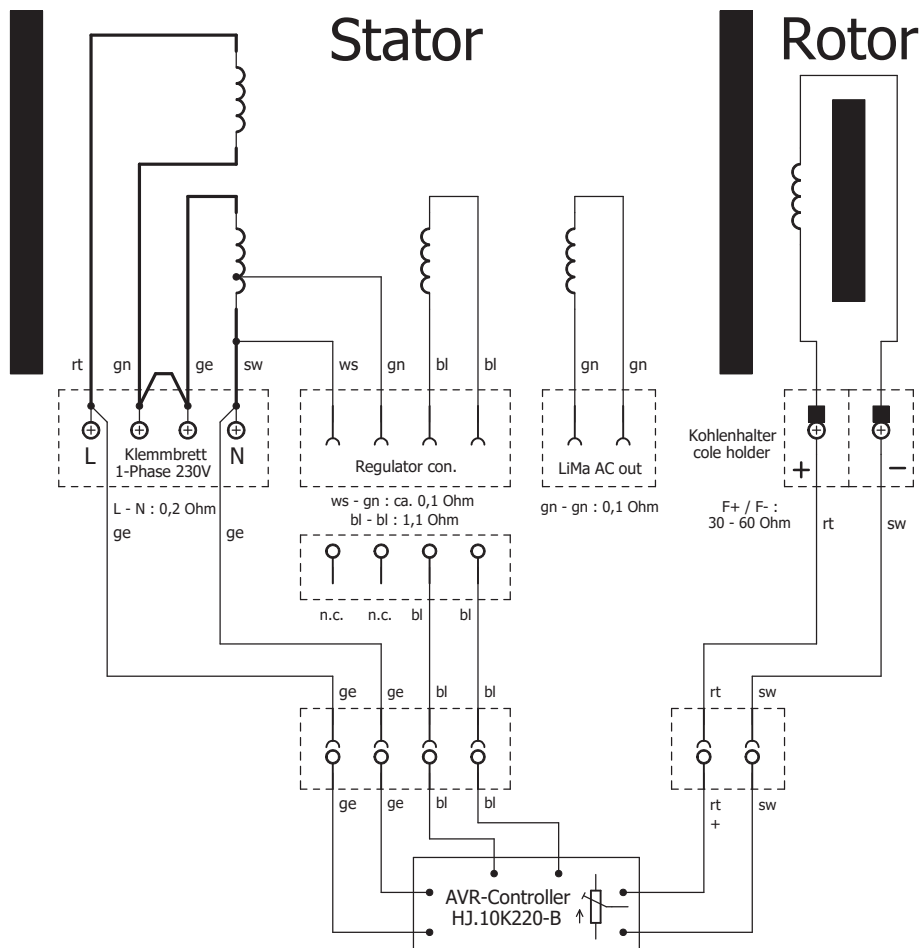 Stator
Rotor
rt
gn
ge
sw
ws
gn
bl
bl
gn
gn
L
Klemmbrett
1-Phase 230V
N
Regulator con.
LiMa AC out
Kohlenhalter
cole holder
+
−
L - N : 0,2 Ohm
ws - gn : ca. 0,1 Ohm
bl - bl : 1,1 Ohm
gn - gn : 0,1 Ohm
F+ / F- :
30 - 60 Ohm
ge
ge
rt
sw
n.c.
n.c.
bl
bl
ge
ge
bl
bl
rt
sw
ge
ge
bl
bl
rt
+
sw
AVR-Controller
HJ.10K220-B